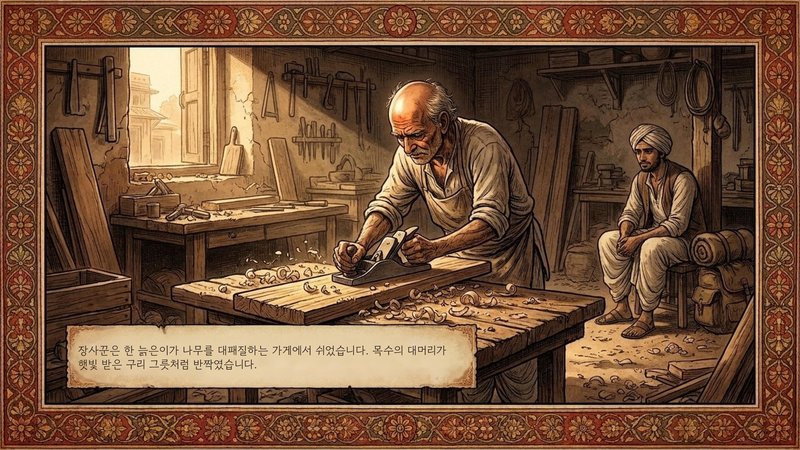 장사꾼은 한 늙은이가 나무를 대패질하는 가게에서 쉬었습니다. 목수의 대머리가
햇빛 받은 구리 그릇처럼 반짝였습니다.